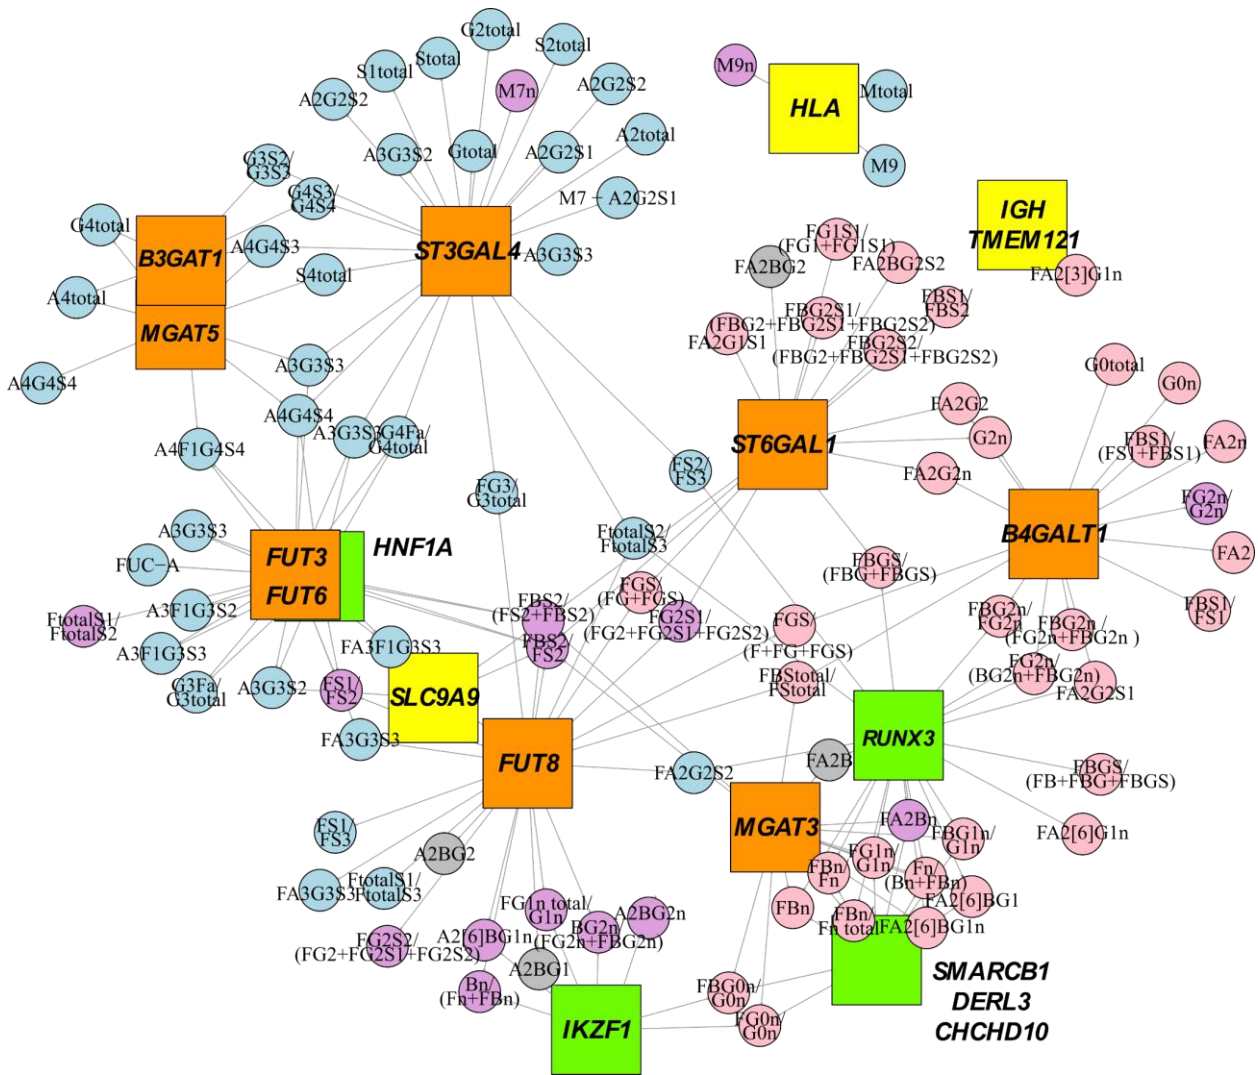 G2total
S2total
Stotal
S1total
M7n
A2G2S2
A2G2S2
A2total
A3G3S2
Gtotal
A2G2S1
M7 − A2G2S1
A3G3S3
M9n
HLA
Mtotal
M9
G3S2/
G3S3
G4S3/
G4S4
G4total
B3GAT1
A4G4S3
ST3GAL4
S4total
A4total
MGAT5
A4G4S4
A3G3S3
A4G4S4
A3G3S3
G4Fa/
G4total
A4F1G4S4
IGH
TMEM121
FA2[3]G1n
FG1S1/
(FG1+FG1S1)
FA2BG2
FA2BG2S2
FBS1/
FBS2
FBG2S1/
(FBG2+FBG2S1+FBG2S2)
FA2G1S1
FBG2S2/
(FBG2+FBG2S1+FBG2S2)
G0total
G0n
FA2G2
ST6GAL1
G2n
FBS1/
(FS1+FBS1)
FA2n
FA2G2n
FG2n/
G2n
B4GALT1
FA2
FBS1/
FS1
FS2/
FS3
FG3/
G3total
FtotalS2/
FtotalS3
FBGS/
(FBG+FBGS)
A3G3S3
FUC−A
FUT3
FUT6
HNF1A
A3F1G3S2
FtotalS1/
FtotalS2
A3F1G3S3
FA3F1G3S3
G3Fa/
G3total
A3G3S2
FS1/
FS2
SLC9A9
FA3G3S3
FBS2/
(FS2+FBS2)
FBS2/
FS2
FGS/
(FG+FGS)
FG2S1/
(FG2+FG2S1+FG2S2)
FGS/
(F+FG+FGS)
FBStotal/
FStotal
FBG2n/
FG2n
FBG2n/
(FG2n+FBG2n )
FG2n/
(BG2n+FBG2n)
FA2G2S1
FUT8
FA2G2S2
FA2B
RUNX3
FBGS/
(FB+FBG+FBGS)
FA2[6]G1n
MGAT3
FA2Bn
FBG1n/
G1n
FG1n/
G1n
FBn/
Fn
Fn/
(Bn+FBn)
FA2[6]BG1
FBn
FBn/
Fn total
FA2[6]BG1n
FS1/
FS3
A2BG2
FtotalS1/
FtotalS3
FA3G3S3
FG2S2/
(FG2+FG2S1+FG2S2)
FG1n total/
G1n
A2[6]BG1n
BG2n
(FG2n+FBG2n)
A2BG2n
A2BG1
Bn/
(Fn+FBn)
IKZF1
FBG0n/
G0n
FG0n/
G0n
SMARCB1
DERL3
CHCHD10